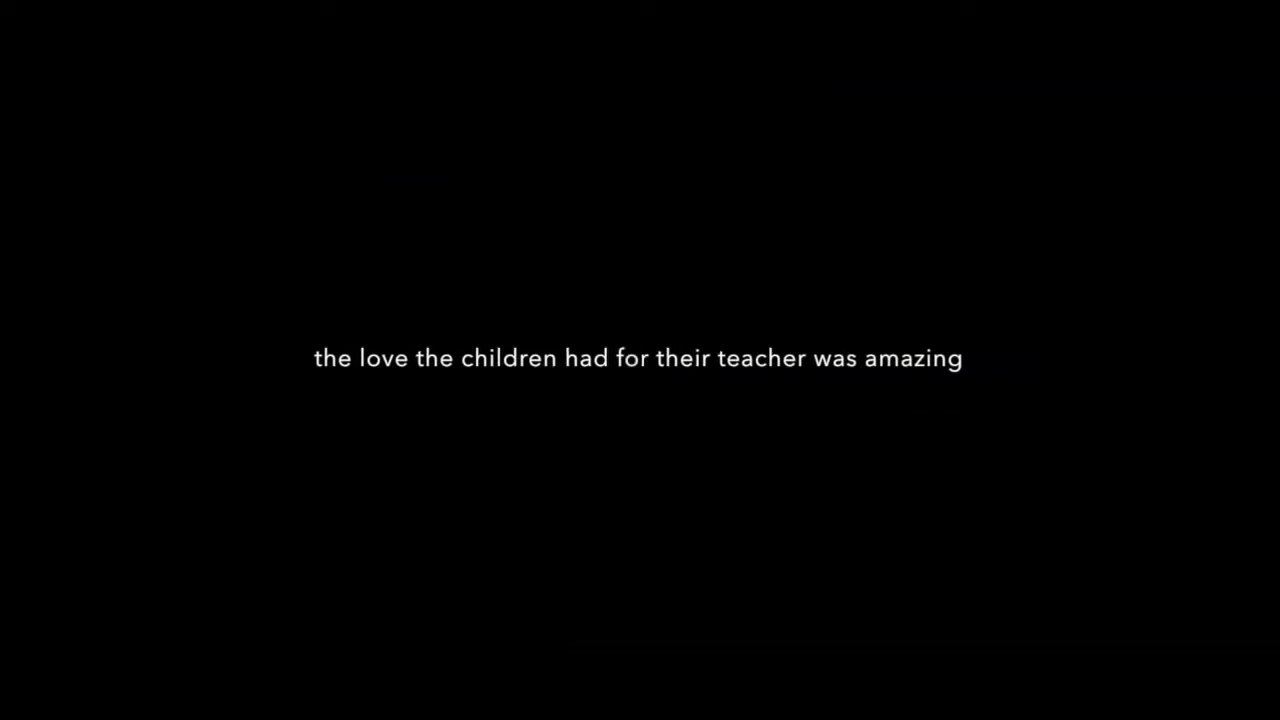 the love the children had for their teacher was amazing